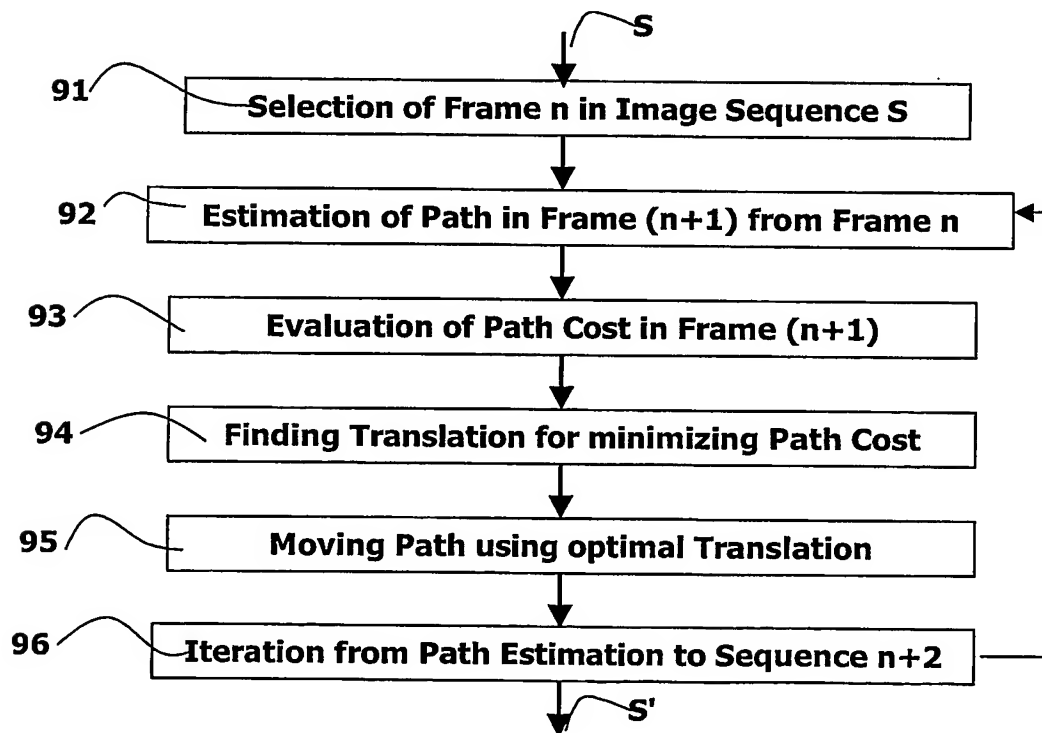 S
91
Selection of Frame n in Image Sequence S
92
Estimation of Path in Frame (n+1) from Frame n
93
Evaluation of Path Cost in Frame (n+1)
94
Finding Translation for minimizing Path Cost
95
Moving Path using optimal Translation
96
Iteration from Path Estimation to Sequence n+2
S'